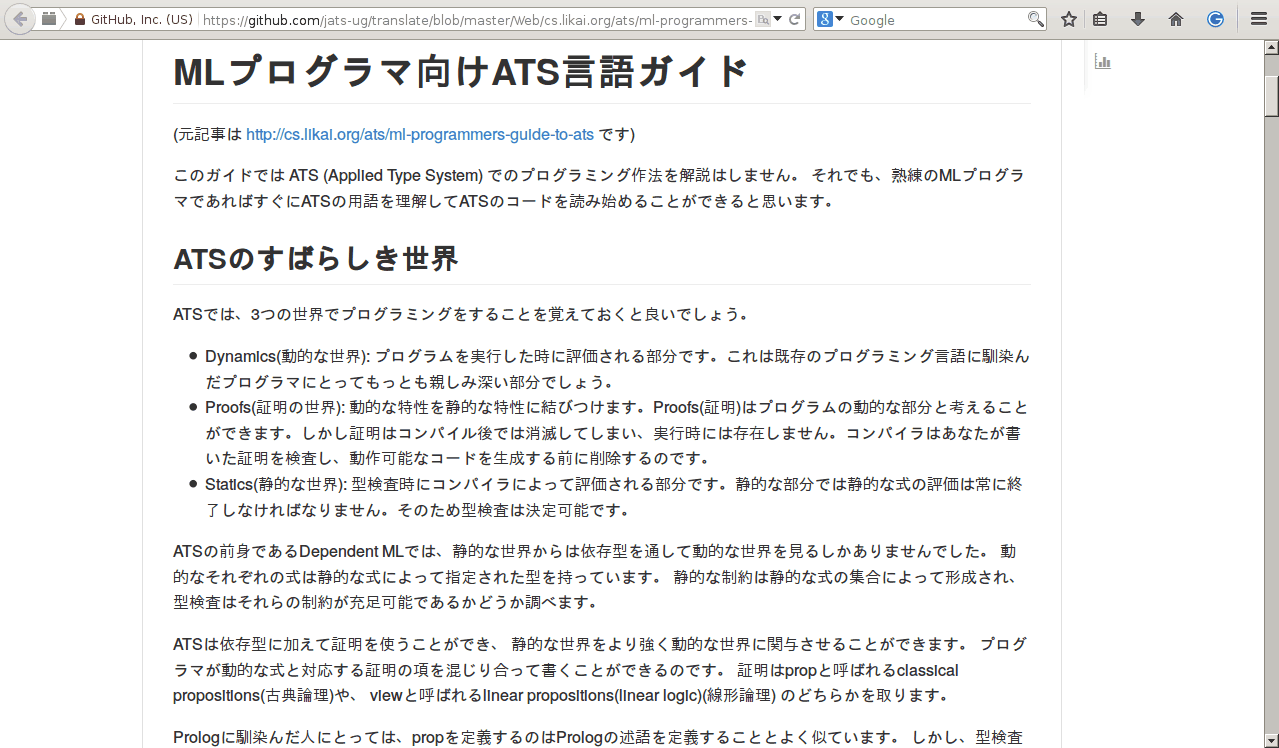 GitHub, Inc. (US)
https://github.com/jats-ug/translate/blob/master/Web/cs.likai.org/ats/ml-programmers-
Google
MLプログラマ向けATS言語ガイド
(元記事は http://cs.likai.org/ats/ml-programmers-guide-to-ats です)
このガイドでは ATS (Applied Type System) でのプログラミング作法を解説はしません。 それでも、熟練のMLプログラ
マであればすぐにATSの用語を理解してATSのコードを読み始めることができると思います。
ATSのすばらしき世界
ATSでは、3つの世界でプログラミングをすることを覚えておくと良いでしょう。
Dynamics(動的な世界): プログラムを実行した時に評価される部分です。これは既存のプログラミング言語に馴染ん
だプログラマにとってもっとも親しみ深い部分でしょう。
Proofs(証明の世界): 動的な特性を静的な特性に結びつけます。Proofs(証明)はプログラムの動的な部分と考えること
ができます。しかし証明はコンパイル後では消滅してしまい、実行時には存在しません。コンパイラはあなたが書
いた証明を検査し、動作可能なコードを生成する前に削除するのです。
Statics(静的な世界): 型検査時にコンパイラによって評価される部分です。静的な部分では静的な式の評価は常に終
了しなければなりません。そのため型検査は決定可能です。
ATSの前身であるDependent MLでは、静的な世界からは依存型を通して動的な世界を見るしかありませんでした。 動
的なそれぞれの式は静的な式によって指定された型を持っています。 静的な制約は静的な式の集合によって形成され、
型検査はそれらの制約が充足可能であるかどうか調べます。
ATSは依存型に加えて証明を使うことができ、 静的な世界をより強く動的な世界に関与させることができます。 プログ
ラマが動的な式と対応する証明の項を混じり合って書くことができるのです。 証明はpropと呼ばれるclassical
propositions(古典論理)や、 viewと呼ばれるlinear propositions(linear logic)(線形論理) のどちらかを取ります。
Prologに馴染んだ人にとっては、propを定義するのはPrologの述語を定義することとよく似ています。 しかし、型検査